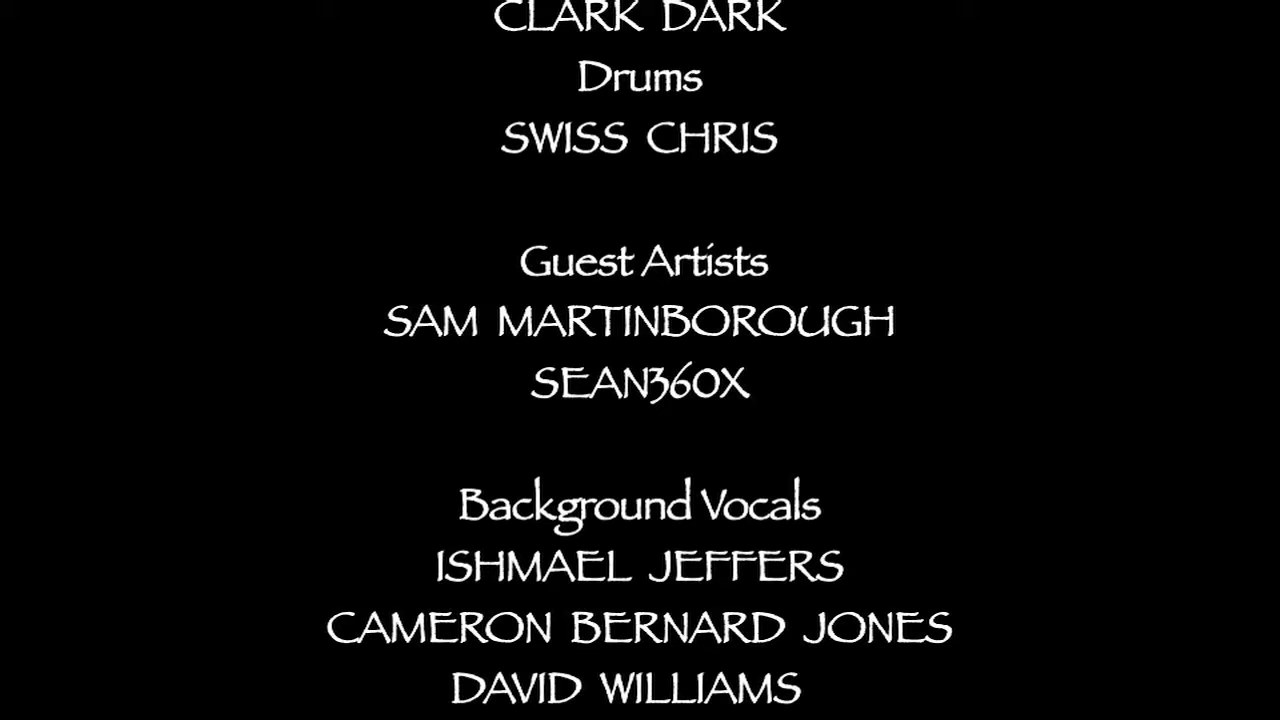 CLARK DARK
Drums
SWISS CHRIS
Guest Artists
SAM MARTINBOROUGH
SEAN360X
Background Vocals
ISHMAEL JEFFERS
CAMERON BERNARD JONES
DAVID WILLIAMS